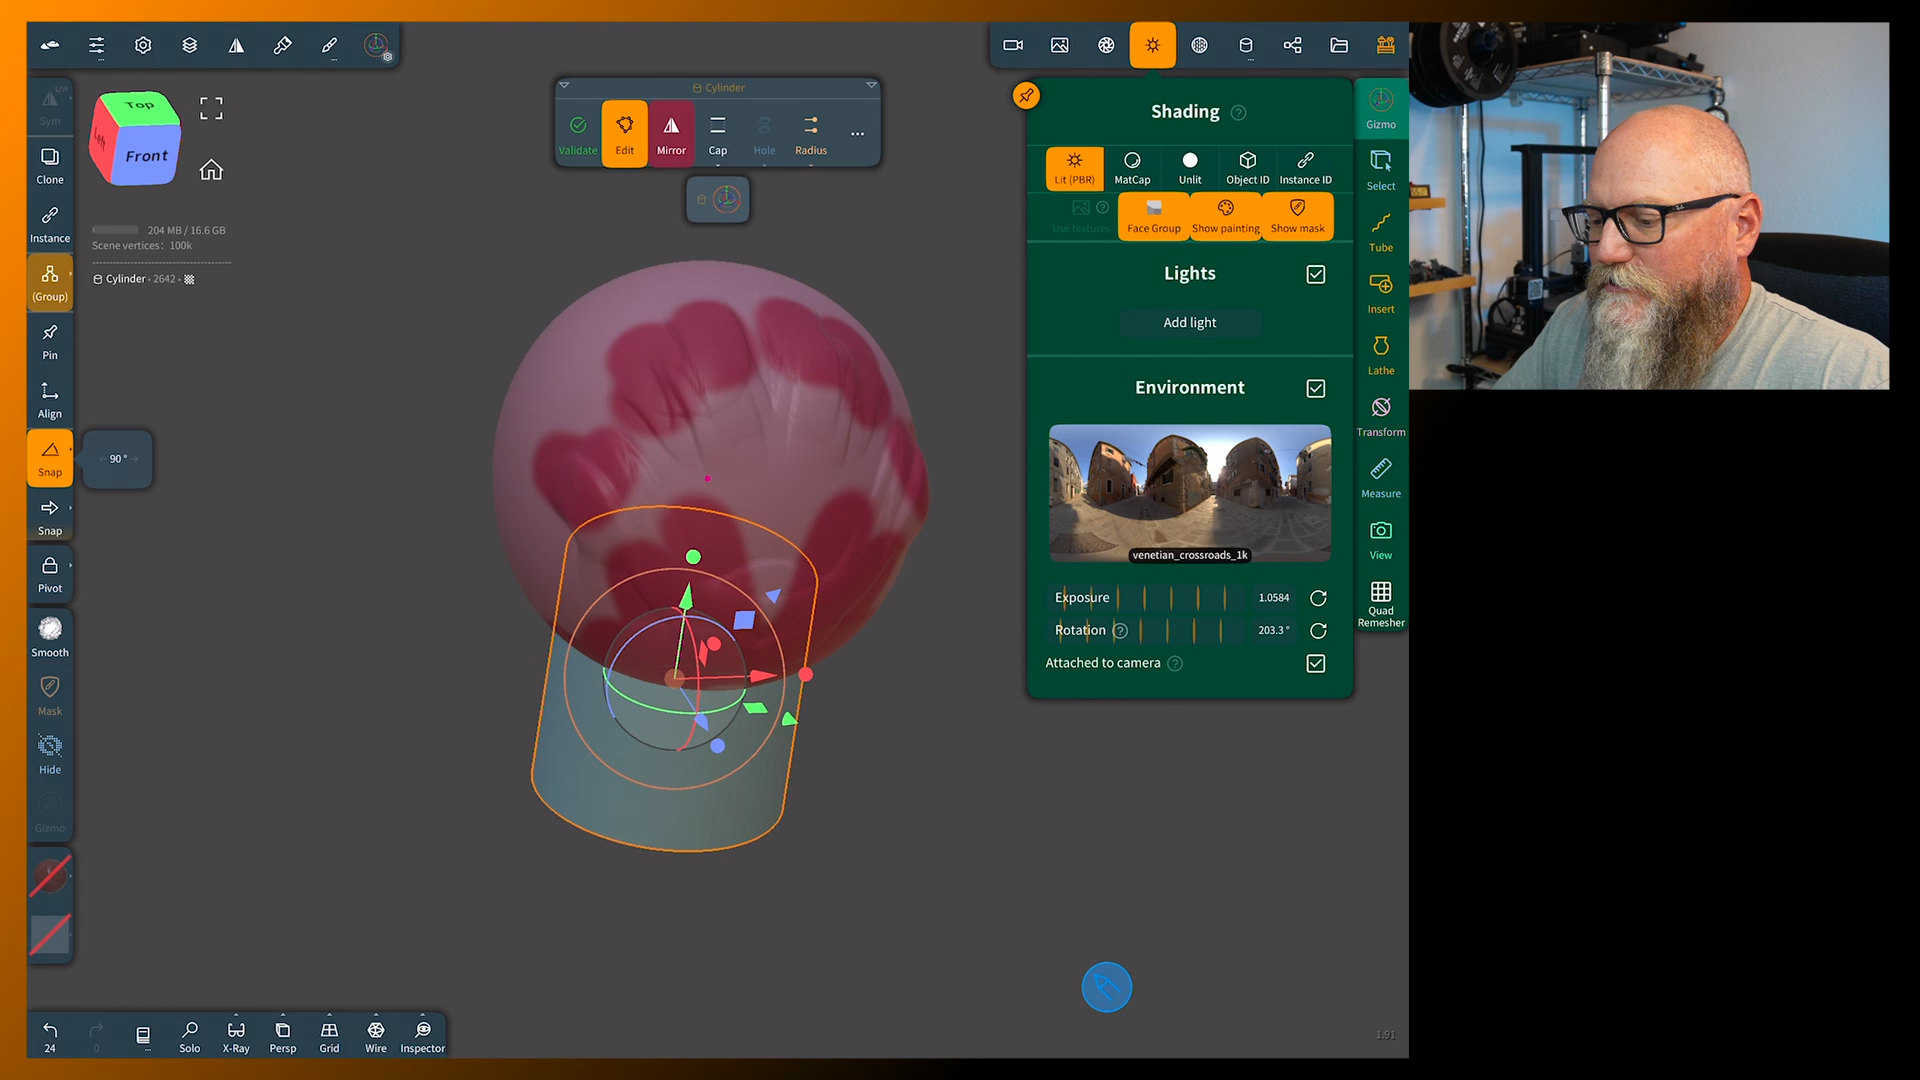 Cylinder
Validate
Edit
Mirror
Cap
Hole
Radius
...
Top
Left
Front
L/W
Sym
Clone
Instance
(Group)
Pin
Align
Snap
90°
Snap
Pivot
Smooth
Mask
Hide
Gizmo
204 MB / 16.6 GB
Scene vertices: 100k
Cylinder • 2642 •
Shading ?
Lit (PBR)
MatCap
Unlit
Object ID
Instance ID
Use textures ?
Face Group
Show painting
Show mask
Lights
Add light
Environment
venetian_crossroads_1k
Exposure 1.0584
Rotation ? 203.3 °
Attached to camera ?
Gizmo
Select
Tube
Insert
Lathe
Transform
Measure
View
Quad
Remesher
24
0
Solo
X-Ray
Persp
Grid
Wire
Inspector
1.91